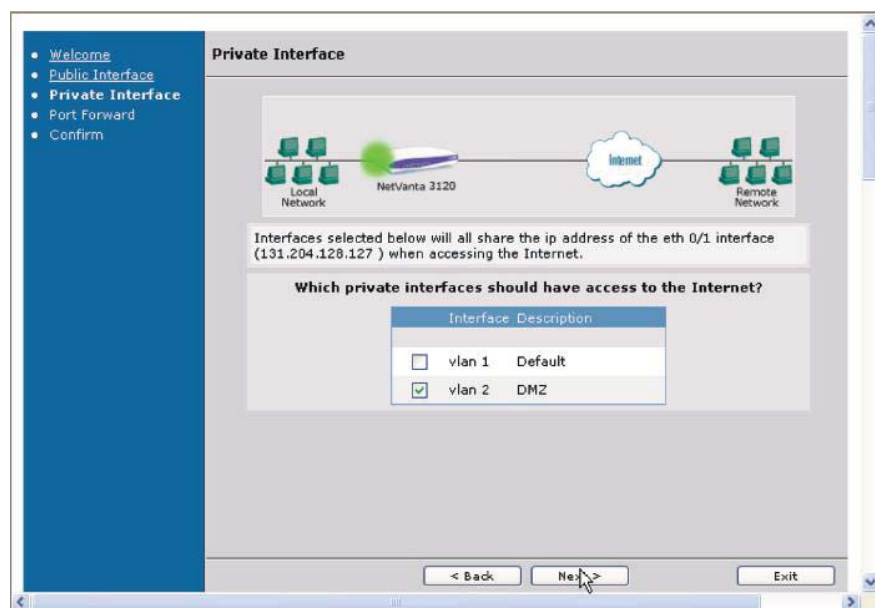 Welcome
Public Interface
Private Interface
Port Forward
Confirm
Private Interface
Local
Network
NetVanta 3120
Internet
Remote
Network
Interfaces selected below will all share the ip address of the eth 0/1 interface
(131.204.128.127 ) when accessing the Internet.
Which private interfaces should have access to the Internet?
Interface Description
vlan 1 Default
vlan 2 DMZ
< Back
Next >
Exit